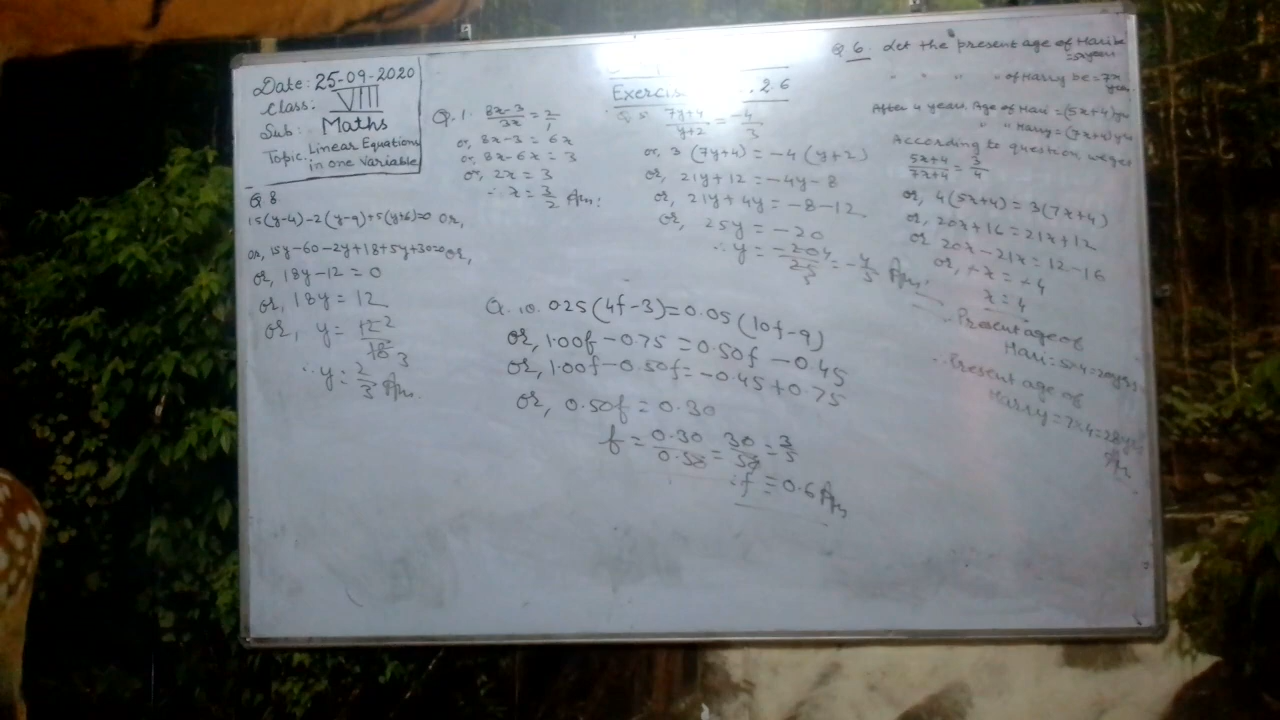 Date: 25-09-2020
Class: VIII
Sub: Maths
Topic: Linear Equations
in one Variable
Exercise 2.6
Q.1. 8x-3/3x = 2/1
or, 8x-3 = 6x
or, 8x-6x = 3
or, 2x = 3
∴ x = 3/2 Ans.
Q.5 7y+4/y+2 = -4/3
or, 3(7y+4) = -4(y+2)
or, 21y+12 = -4y-8
or, 21y+4y = -8-12
or, 25y = -20
∴ y = -20 4/25 5 = -4/5 Ans.
Q 6. Let the present age of Hari be
= 5x years
" " " " of Harry be = 7x
years
After 4 years, Age of Hari = (5x+4) yrs
" " Harry = (7x+4) yrs
According to question, we get
5x+4/7x+4 = 3/4
or, 4(5x+4) = 3(7x+4)
or, 20x+16 = 21x+12
or 20x-21x = 12-16
or, -x = -4
x = 4
Present age of
Hari = 5×4 = 20 yrs.
∴ Present age of
Harry = 7×4 = 28 yrs
Ans.
Q 8
15(y-4)-2(y-9)+5(y+6)=0 or,
or, 15y-60-2y+18+5y+30=0 or,
or, 18y-12 = 0
or, 18y = 12
or, y = 12 2/18 3
∴ y = 2/3 Ans.
Q. 10. 0.25(4f-3) = 0.05(10f-9)
or, 1.00f-0.75 = 0.50f-0.45
or, 1.00f-0.50f = -0.45+0.75
or, 0.50f = 0.30
f = 0.30/0.50 = 30/50 = 3/5
∴ f = 0.6 Ans